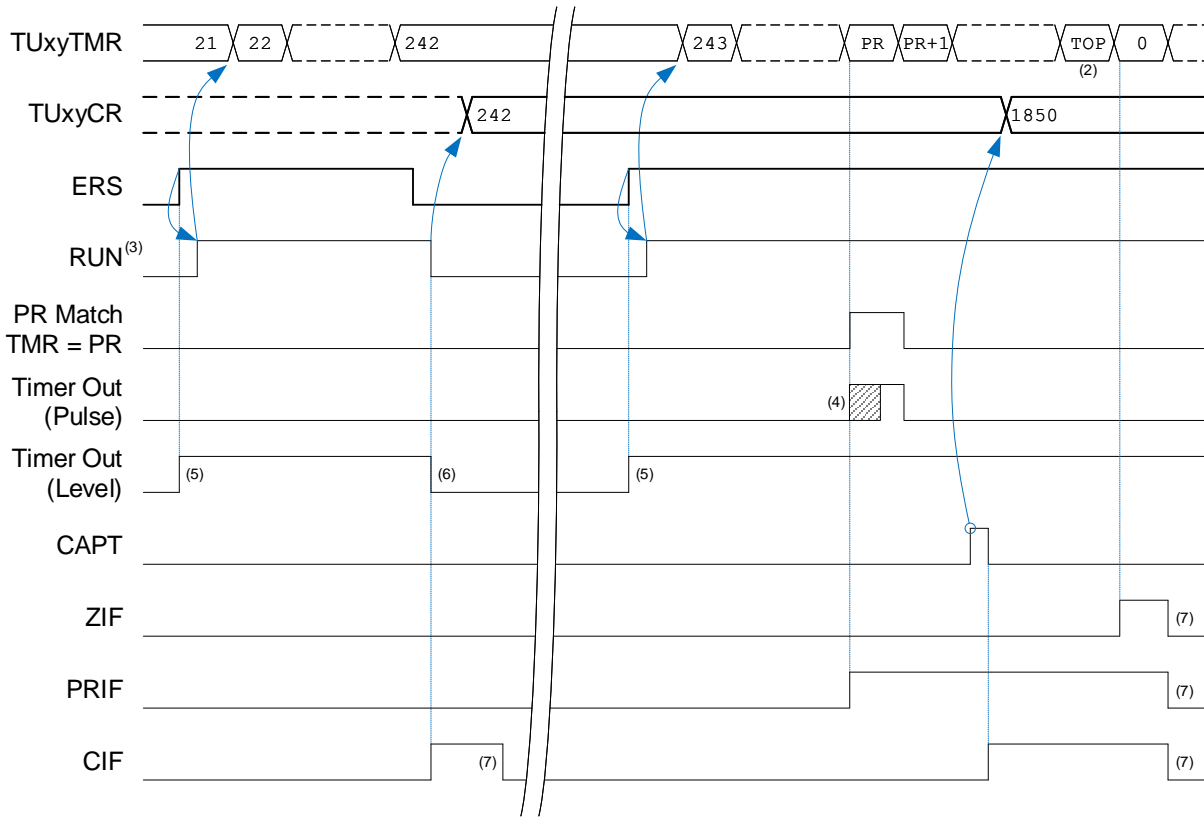 TUxyTMR 21 22 242 243 PR PR+1 TOP 0
(2)
TUxyCR 242 1850
ERS
RUN(3)
PR Match
TMR = PR
Timer Out
(Pulse) (4)
Timer Out
(Level) (5) (6) (5)
CAPT
ZIF (7)
PRIF (7)
CIF (7) (7)